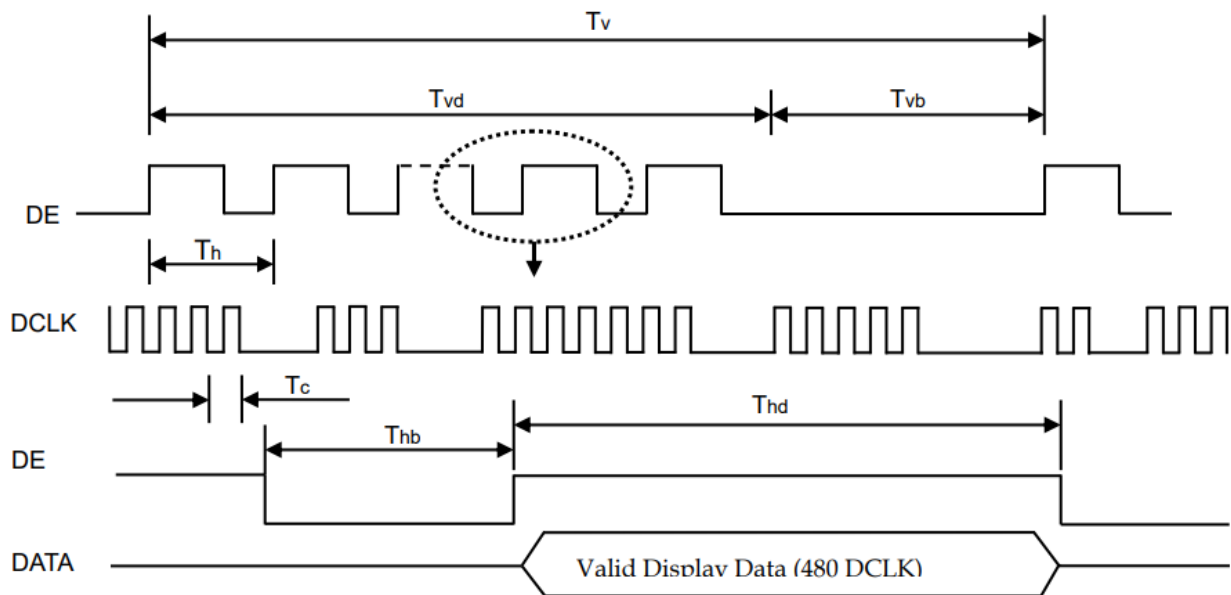 Tv
Tvd
Tvb
DE
Th
DCLK
Tc
Thd
Thb
DE
DATA
Valid Display Data (480 DCLK)